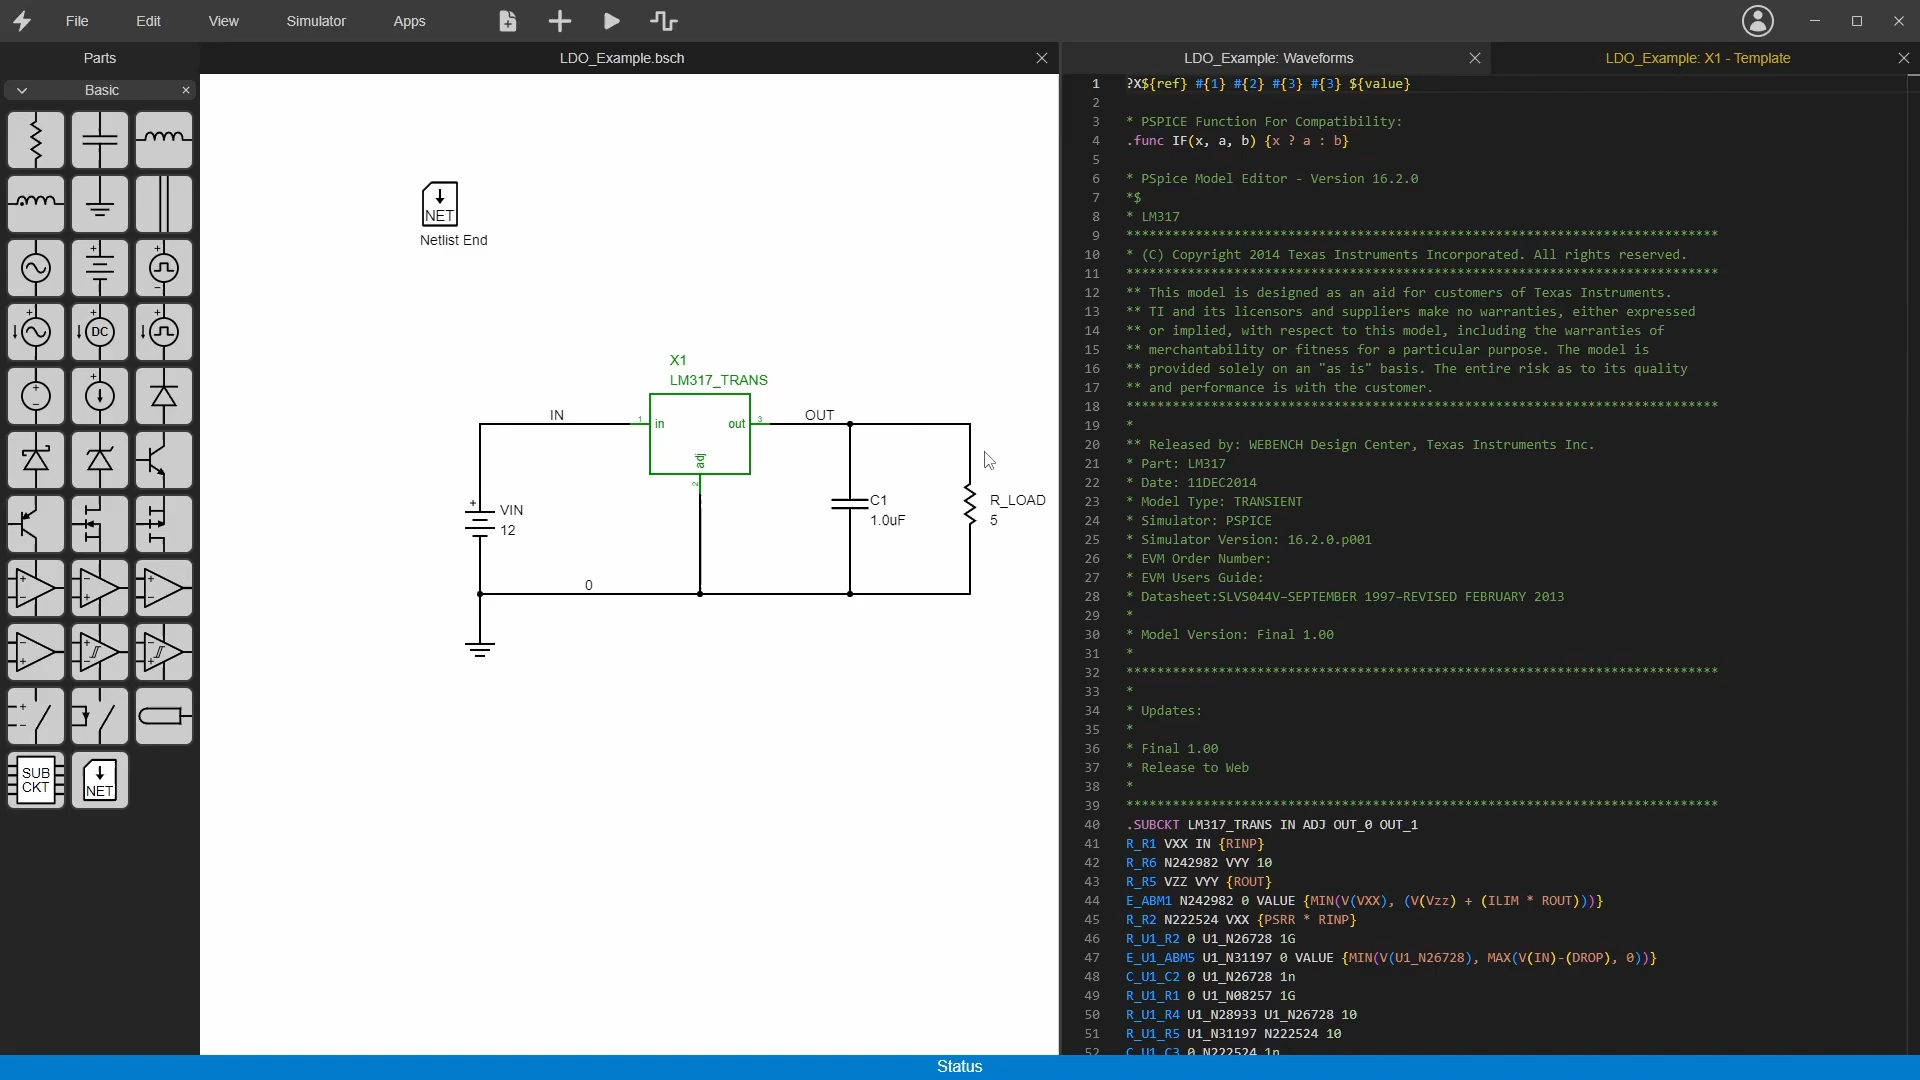 File Edit View Simulator Apps
Parts
Basic
DC
SUB
CKT
NET
LDO_Example.bsch
NET
Netlist End
X1
LM317_TRANS
IN
1
in
out
3
OUT
adj
2
VIN
12
C1
1.0uF
R_LOAD
5
0
LDO_Example: Waveforms
LDO_Example: X1 - Template
1 ?X${ref} #{1} #{2} #{3} #{3} ${value}
2
3 * PSPICE Function For Compatibility:
4 .func IF(x, a, b) {x ? a : b}
5
6 * PSpice Model Editor - Version 16.2.0
7 *$
8 * LM317
9 *****************************************************************************
10 * (C) Copyright 2014 Texas Instruments Incorporated. All rights reserved.
11 *****************************************************************************
12 ** This model is designed as an aid for customers of Texas Instruments.
13 ** TI and its licensors and suppliers make no warranties, either expressed
14 ** or implied, with respect to this model, including the warranties of
15 ** merchantability or fitness for a particular purpose. The model is
16 ** provided solely on an "as is" basis. The entire risk as to its quality
17 ** and performance is with the customer.
18 *****************************************************************************
19 *
20 ** Released by: WEBENCH Design Center, Texas Instruments Inc.
21 * Part: LM317
22 * Date: 11DEC2014
23 * Model Type: TRANSIENT
24 * Simulator: PSPICE
25 * Simulator Version: 16.2.0.p001
26 * EVM Order Number:
27 * EVM Users Guide:
28 * Datasheet:SLVS044V–SEPTEMBER 1997–REVISED FEBRUARY 2013
29 *
30 * Model Version: Final 1.00
31 *
32 *****************************************************************************
33 *
34 * Updates:
35 *
36 * Final 1.00
37 * Release to Web
38 *
39 *****************************************************************************
40 .SUBCKT LM317_TRANS IN ADJ OUT_0 OUT_1
41 R_R1 VXX IN {RINP}
42 R_R6 N242982 VYY 10
43 R_R5 VZZ VYY {ROUT}
44 E_ABM1 N242982 0 VALUE {MIN(V(VXX), (V(Vzz) + (ILIM * ROUT)))}
45 R_R2 N222524 VXX {PSRR * RINP}
46 R_U1_R2 0 U1_N26728 1G
47 E_U1_ABM5 U1_N31197 0 VALUE {MIN(V(U1_N26728), MAX(V(IN)-(DROP), 0))}
48 C_U1_C2 0 U1_N26728 1n
49 R_U1_R1 0 U1_N08257 1G
50 R_U1_R4 U1_N28933 U1_N26728 10
51 R_U1_R5 U1_N31197 N222524 10
52 C_U1_C3 0 N222524 1n
Status